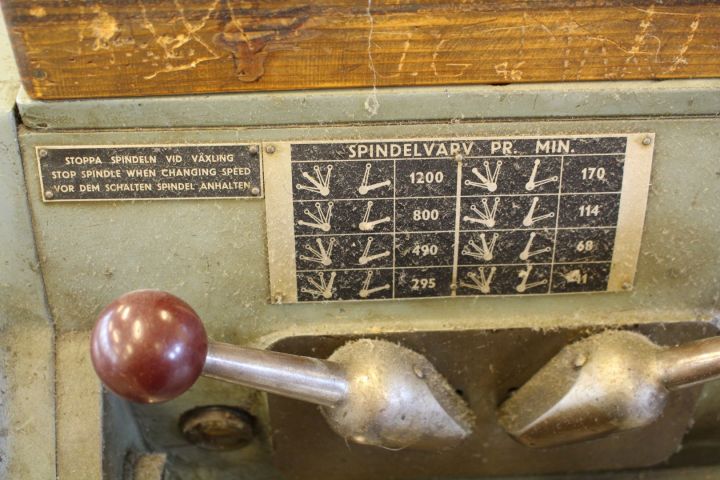 STOPPA SPINDELN VID VÄXLING
STOP SPINDLE WHEN CHANGING SPEED
VOR DEM SCHALTEN SPINDEL ANHALTEN
SPINDELVARV PR. MIN.
1200 170
800 114
490 68
295 41